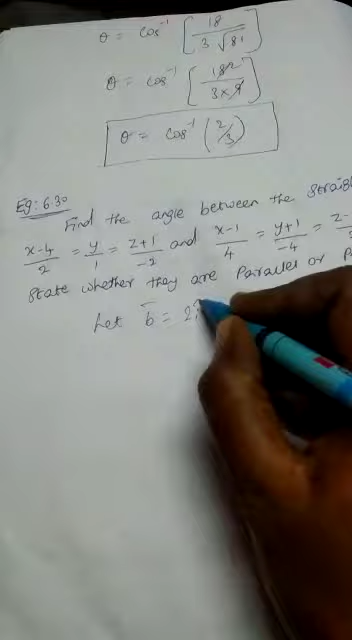 θ = cos⁻¹ [18 / 3√81]
θ = cos⁻¹ [18 2 / 3×9]
θ = cos⁻¹ (2/3)
Eg: 6.30
Find the angle between the straig
x-4/2 = y/1 = z+1/-2 and x-1/4 = y+1/-4 = z-
State whether they are Parallel or P
Let b̄ = 2î